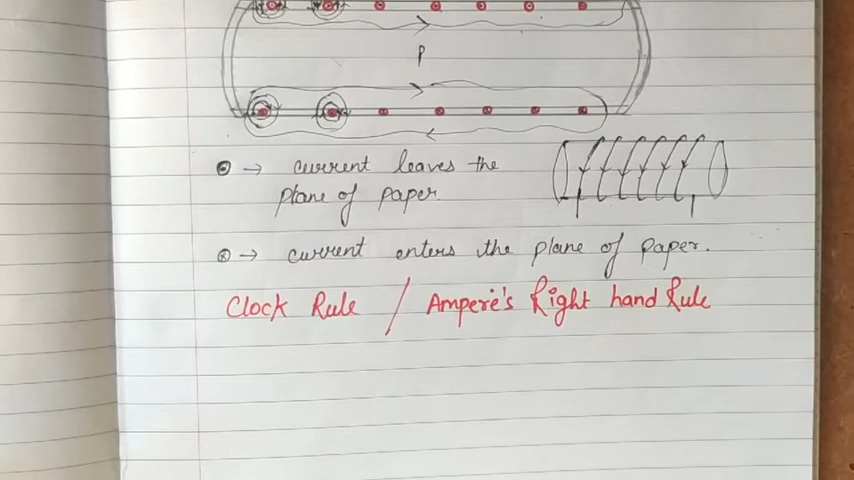 P
⊙ → current leaves the
plane of paper.
⊗ → current enters the plane of paper.
Clock Rule / Ampere's Right hand Rule